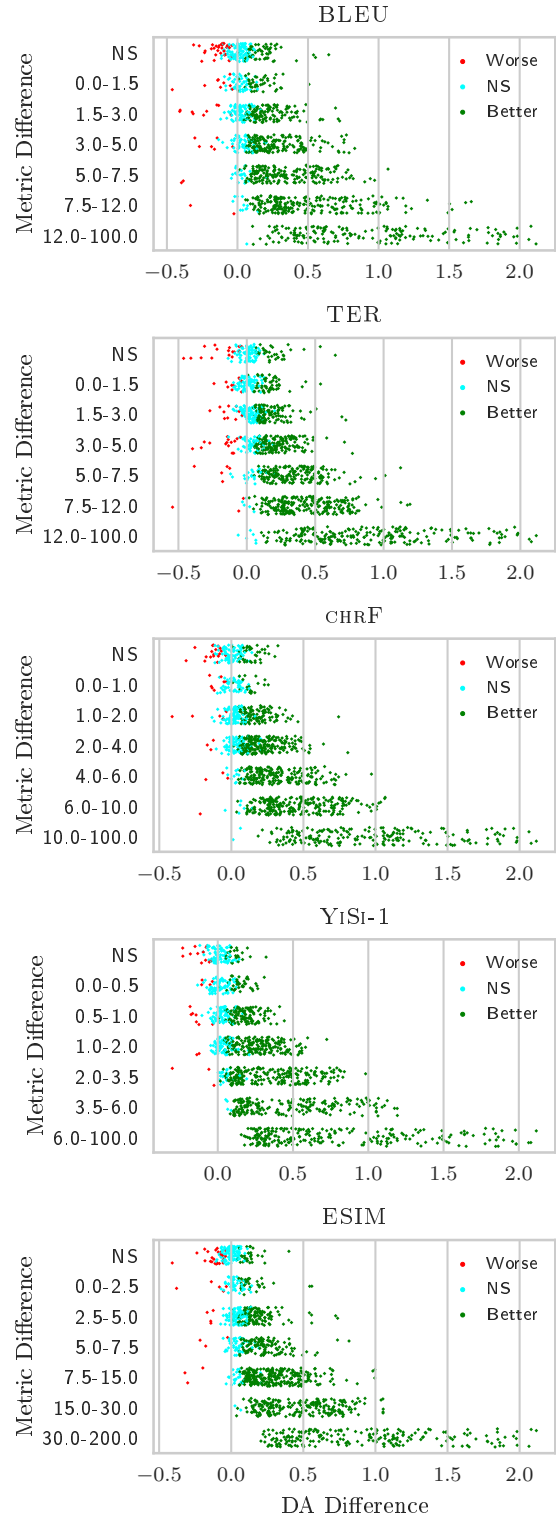 BLEU
Metric Difference
NS
0.0-1.5
1.5-3.0
3.0-5.0
5.0-7.5
7.5-12.0
12.0-100.0
Worse
NS
Better
−0.5 0.0 0.5 1.0 1.5 2.0
TER
Metric Difference
NS
0.0-1.5
1.5-3.0
3.0-5.0
5.0-7.5
7.5-12.0
12.0-100.0
Worse
NS
Better
−0.5 0.0 0.5 1.0 1.5 2.0
CHRF
Metric Difference
NS
0.0-1.0
1.0-2.0
2.0-4.0
4.0-6.0
6.0-10.0
10.0-100.0
Worse
NS
Better
−0.5 0.0 0.5 1.0 1.5 2.0
YISI-1
Metric Difference
NS
0.0-0.5
0.5-1.0
1.0-2.0
2.0-3.5
3.5-6.0
6.0-100.0
Worse
NS
Better
0.0 0.5 1.0 1.5 2.0
ESIM
Metric Difference
NS
0.0-2.5
2.5-5.0
5.0-7.5
7.5-15.0
15.0-30.0
30.0-200.0
Worse
NS
Better
−0.5 0.0 0.5 1.0 1.5 2.0
DA Difference